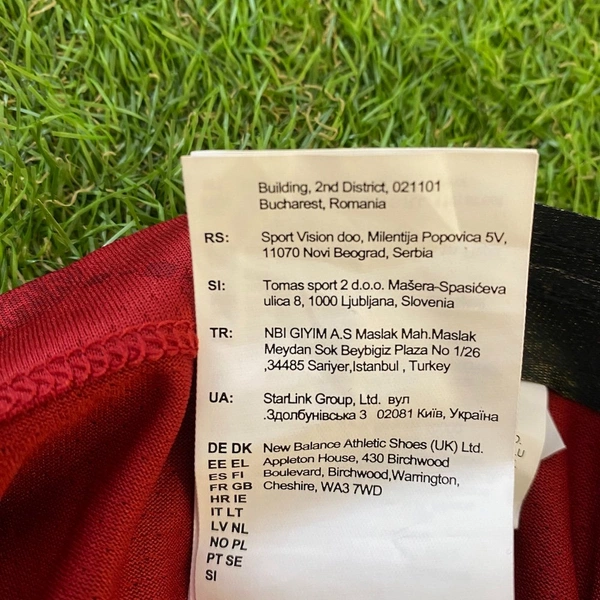 Building, 2nd District, 021101
Bucharest, Romania
RS: Sport Vision doo, Milentija Popovica 5V,
11070 Novi Beograd, Serbia
SI: Tomas sport 2 d.o.o. Mašera-Spasićeva
ulica 8, 1000 Ljubljana, Slovenia
TR: NBI GIYIM A.S Maslak Mah.Maslak
Meydan Sok Beybigiz Plaza No 1/26
,34485 Sariyer,Istanbul , Turkey
UA: StarLink Group, Ltd. вул
.Здолбунівська 3 02081 Київ, Україна
DE DK New Balance Athletic Shoes (UK) Ltd.
EE EL Appleton House, 430 Birchwood
ES FI Boulevard, Birchwood,Warrington,
FR GB Cheshire, WA3 7WD
HR IE
IT LT
LV NL
NO PL
PT SE
SI